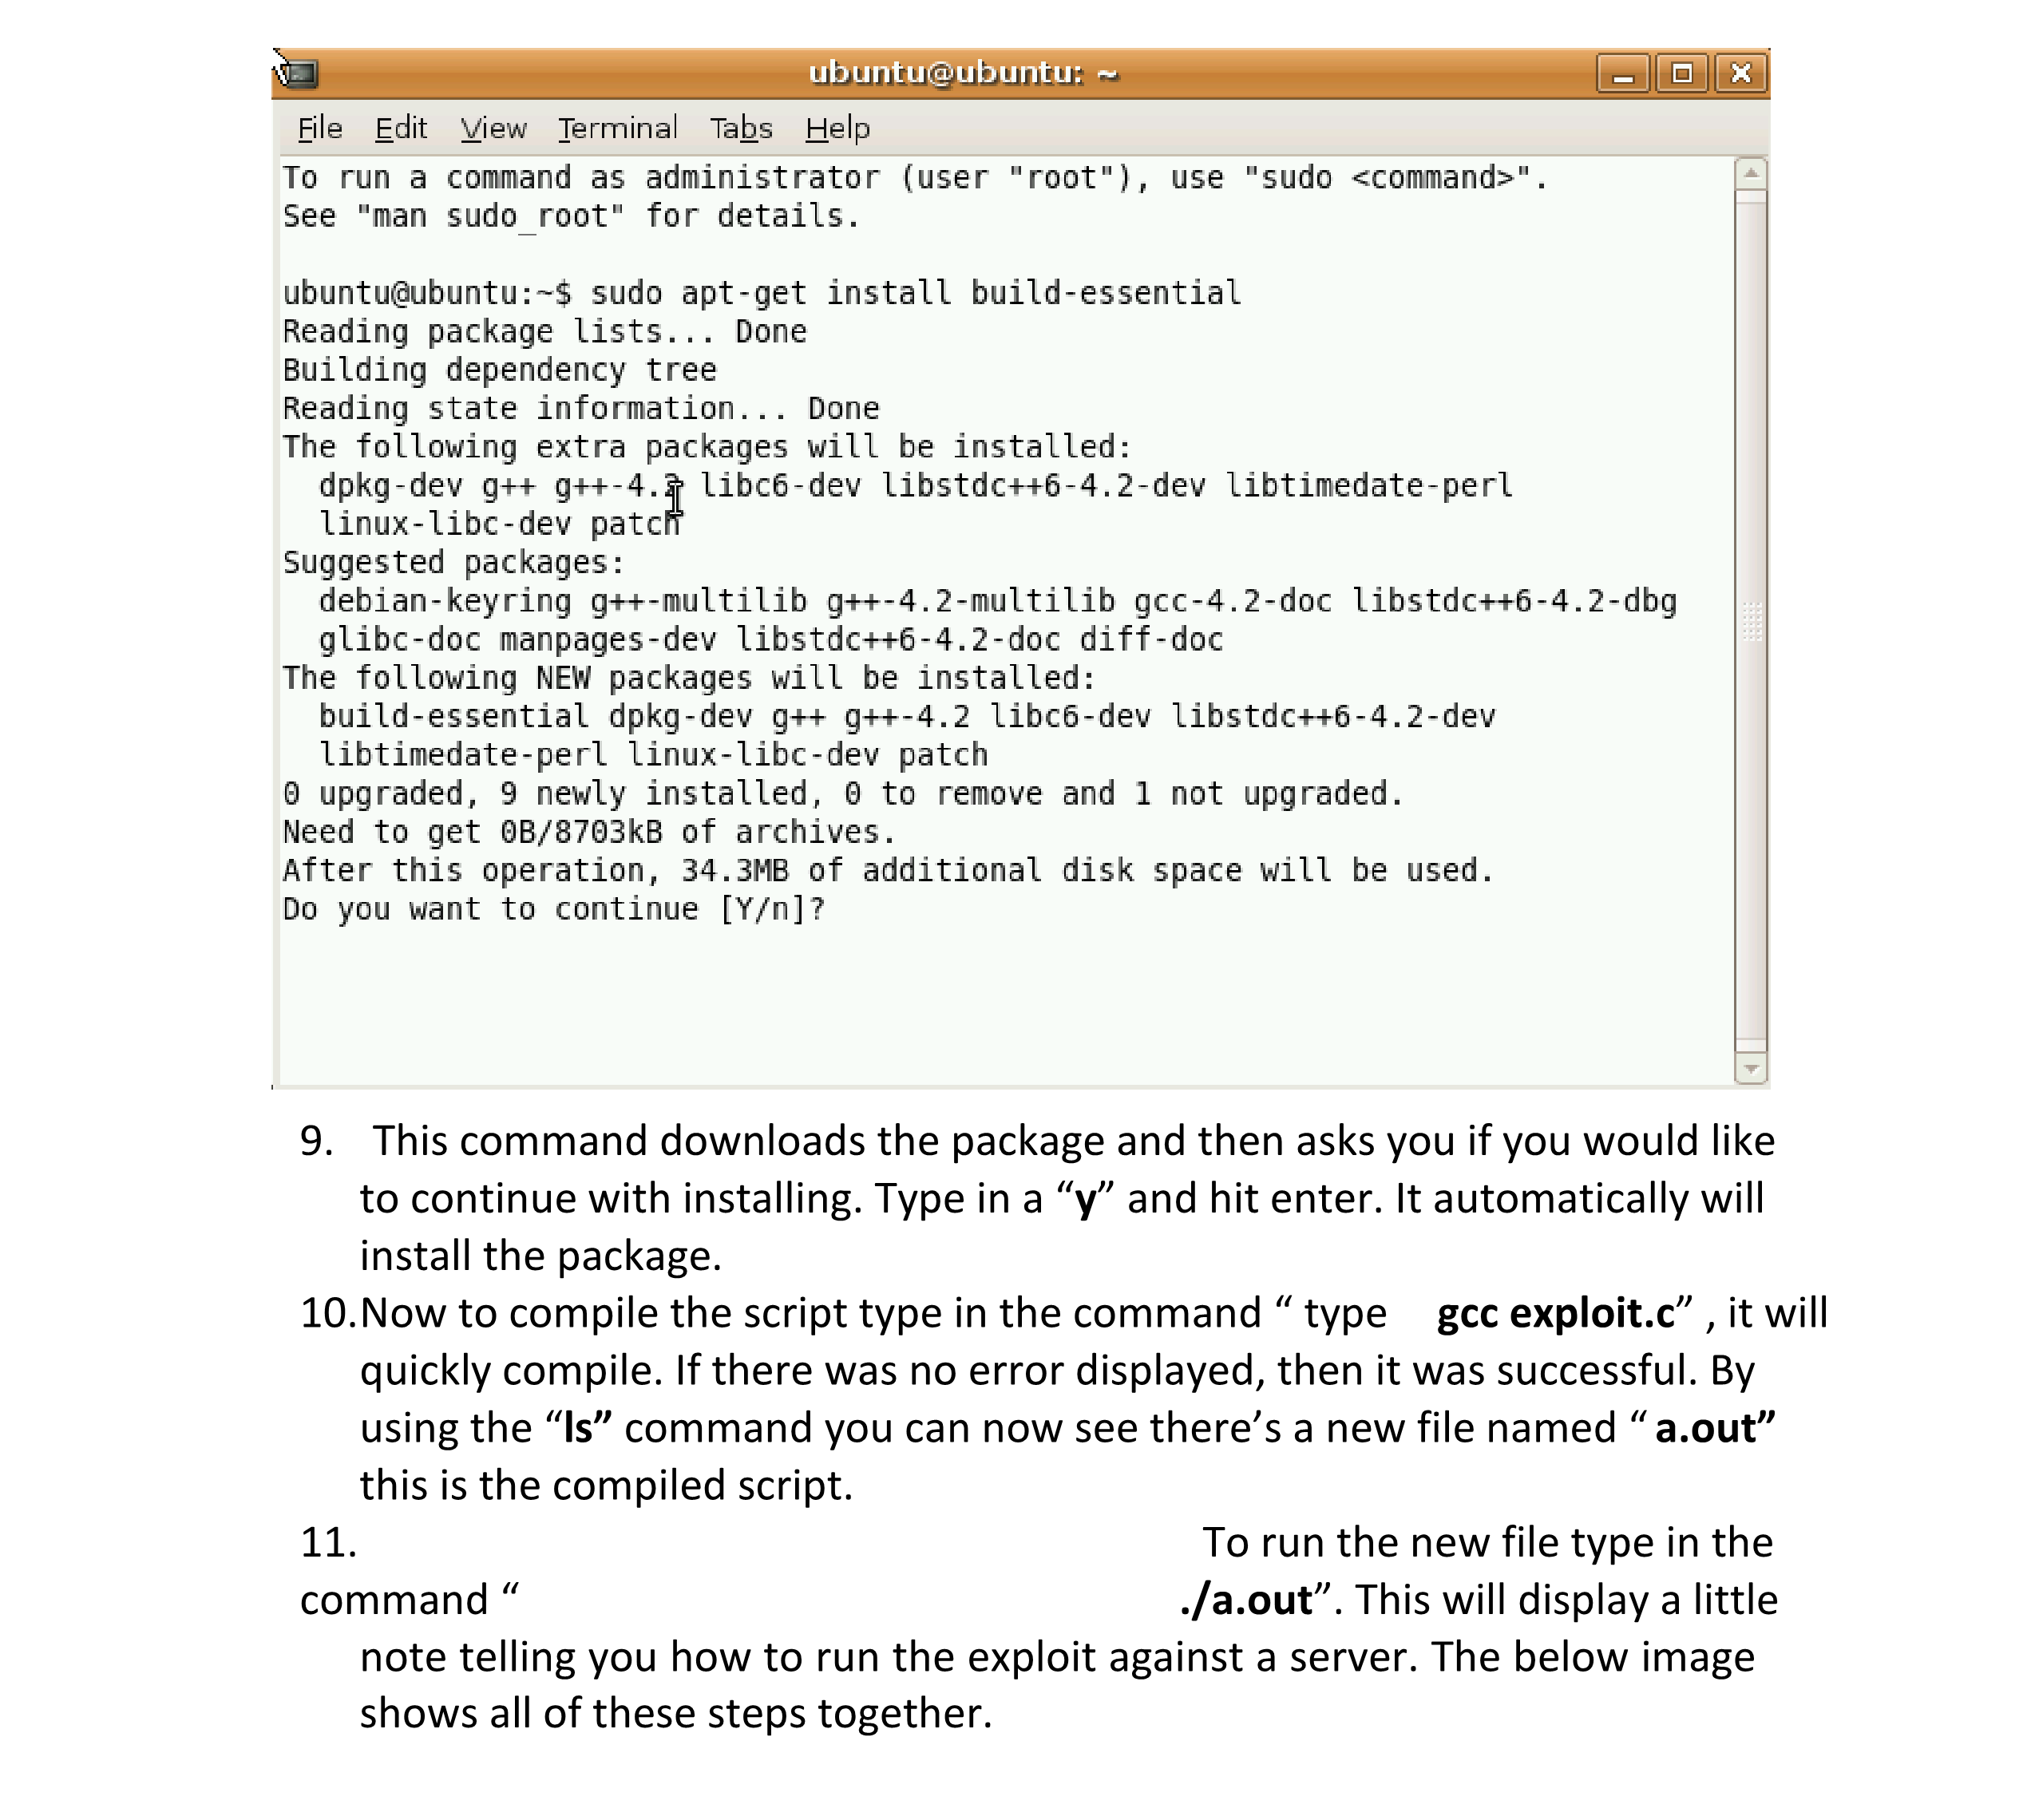 ubuntu@ubuntu: ~
File Edit View Terminal Tabs Help
To run a command as administrator (user "root"), use "sudo <command>".
See "man sudo_root" for details.
ubuntu@ubuntu:~$ sudo apt-get install build-essential
Reading package lists... Done
Building dependency tree
Reading state information... Done
The following extra packages will be installed:
dpkg-dev g++ g++-4.2 libc6-dev libstdc++6-4.2-dev libtimedate-perl
linux-libc-dev patch
Suggested packages:
debian-keyring g++-multilib g++-4.2-multilib gcc-4.2-doc libstdc++6-4.2-dbg
glibc-doc manpages-dev libstdc++6-4.2-doc diff-doc
The following NEW packages will be installed:
build-essential dpkg-dev g++ g++-4.2 libc6-dev libstdc++6-4.2-dev
libtimedate-perl linux-libc-dev patch
0 upgraded, 9 newly installed, 0 to remove and 1 not upgraded.
Need to get 0B/8703kB of archives.
After this operation, 34.3MB of additional disk space will be used.
Do you want to continue [Y/n]?
9. This command downloads the package and then asks you if you would like
to continue with installing. Type in a “y” and hit enter. It automatically will
install the package.
10.Now to compile the script type in the command “ type gcc exploit.c” , it will
quickly compile. If there was no error displayed, then it was successful. By
using the “ls” command you can now see there’s a new file named “ a.out”
this is the compiled script.
11. To run the new file type in the
command “ ./a.out”. This will display a little
note telling you how to run the exploit against a server. The below image
shows all of these steps together.